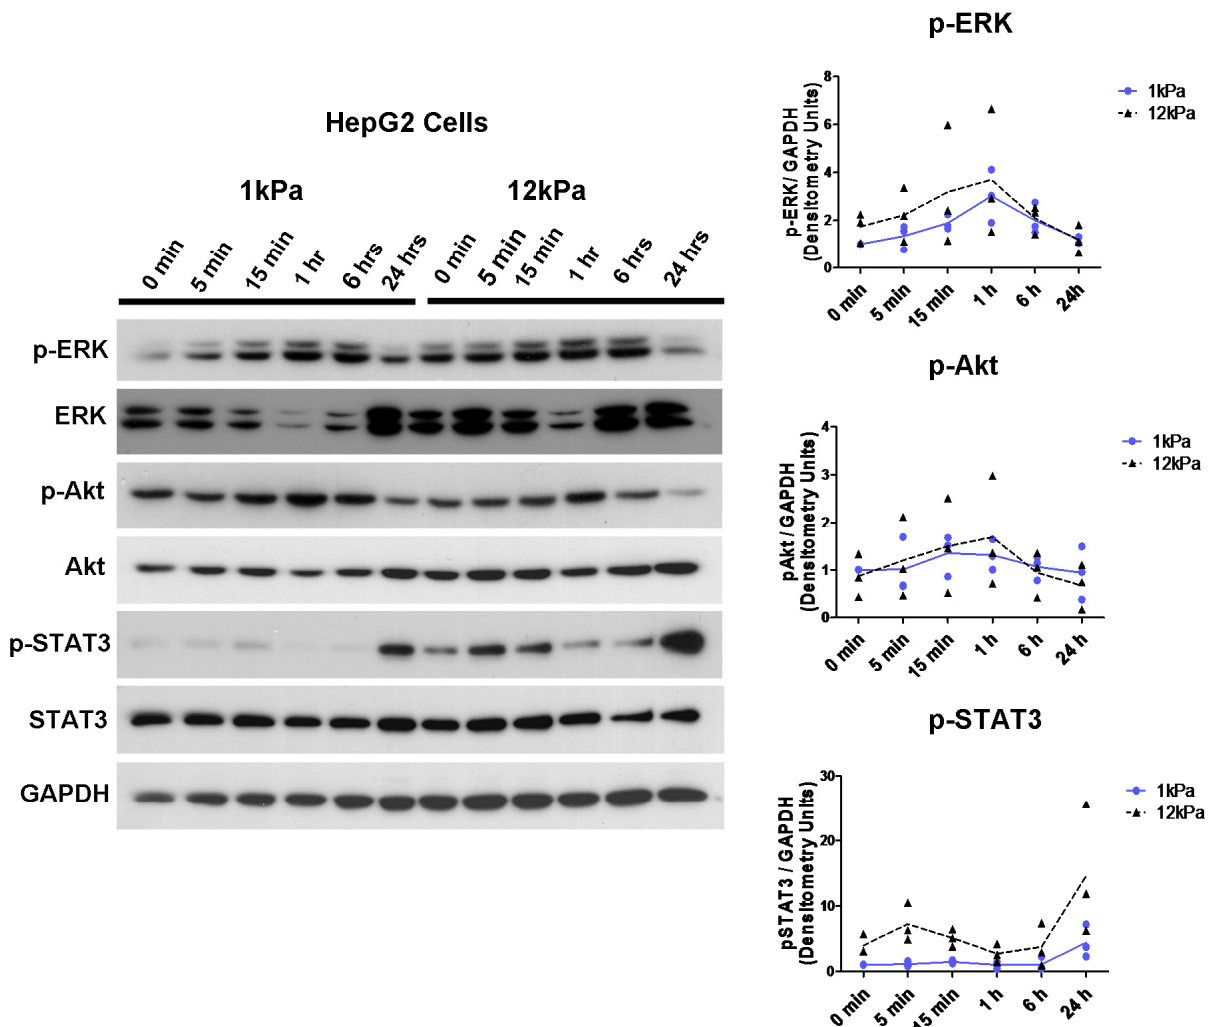 HepG2 Cells
1kPa
12kPa
0 min
5 min
15 min
1 hr
6 hrs
24 hrs
0 min
5 min
15 min
1 hr
6 hrs
24 hrs
p-ERK
ERK
p-Akt
Akt
p-STAT3
STAT3
GAPDH
p-ERK
p-ERK/ GAPDH
(Densitometry Units)
8
6
4
2
0
0 min
5 min
15 min
1 h
6 h
24h
1kPa
12kPa
p-Akt
pAkt / GAPDH
(Densitometry Units)
4
3
2
1
0
0 min
5 min
15 min
1 h
6 h
24 h
1kPa
12kPa
p-STAT3
pSTAT3 / GAPDH
(Densitometry Units)
30
20
10
0
0 min
5 min
15 min
1 h
6 h
24 h
1kPa
12kPa